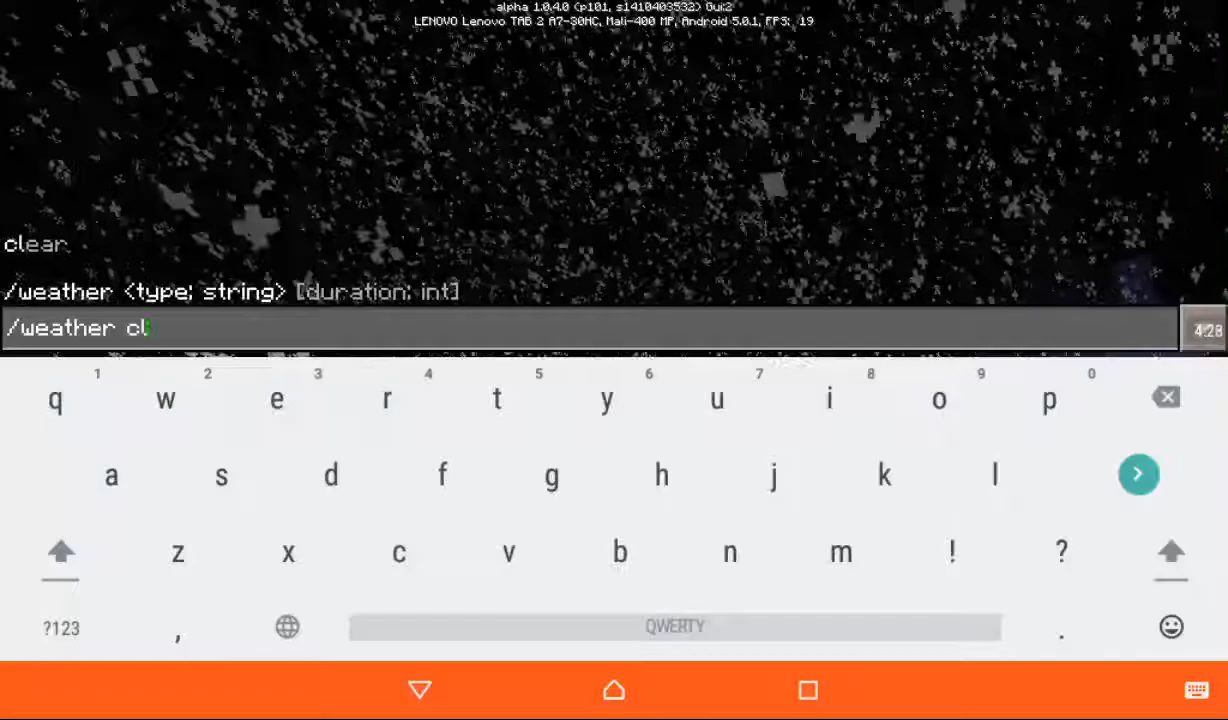 alpha 1.0.4.0 (p101, s1410403532) Gui:2
LENOVO Lenovo TAB 2 A7-30HC, Mali-400 MP, Android 5.0.1, FPS: 19
clear
/weather <type: string> [duration: int]
/weather cl
4:28
1 2 3 4 5 6 7 8 9 0
q w e r t y u i o p
a s d f g h j k l
z x c v b n m ! ?
?123 , QWERTY .